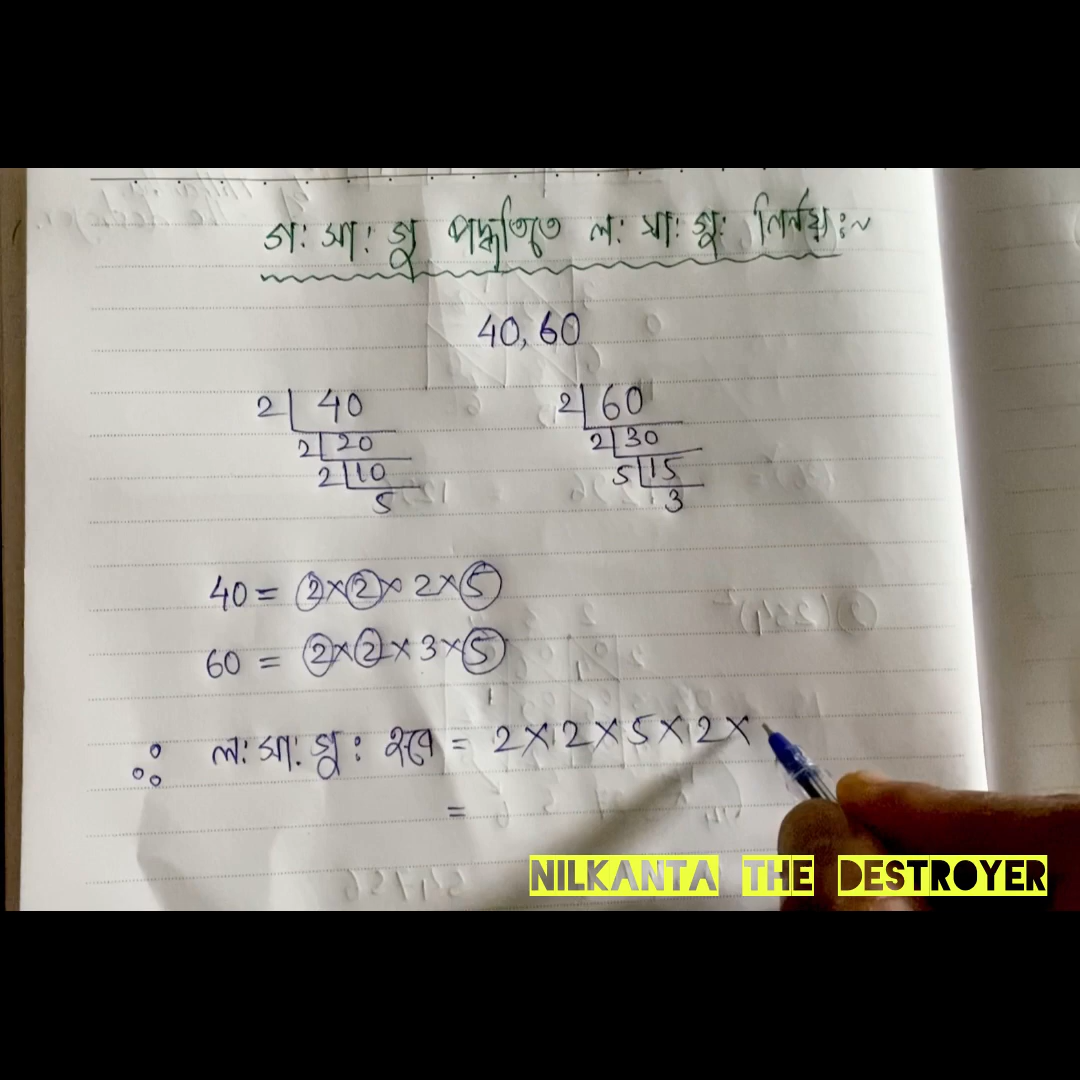 গঃ সাঃ গু পদ্ধতিতে লঃ সাঃ গুঃ নির্ণয়ঃ~
40, 60
2 40
2 20
2 10
5
2 60
2 30
5 15
3
40 = 2×2×2×5
60 = 2×2×3×5
∴ লঃ সাঃ গুঃ হবে = 2×2×5×2×
=
NILKANTA THE DESTROYER